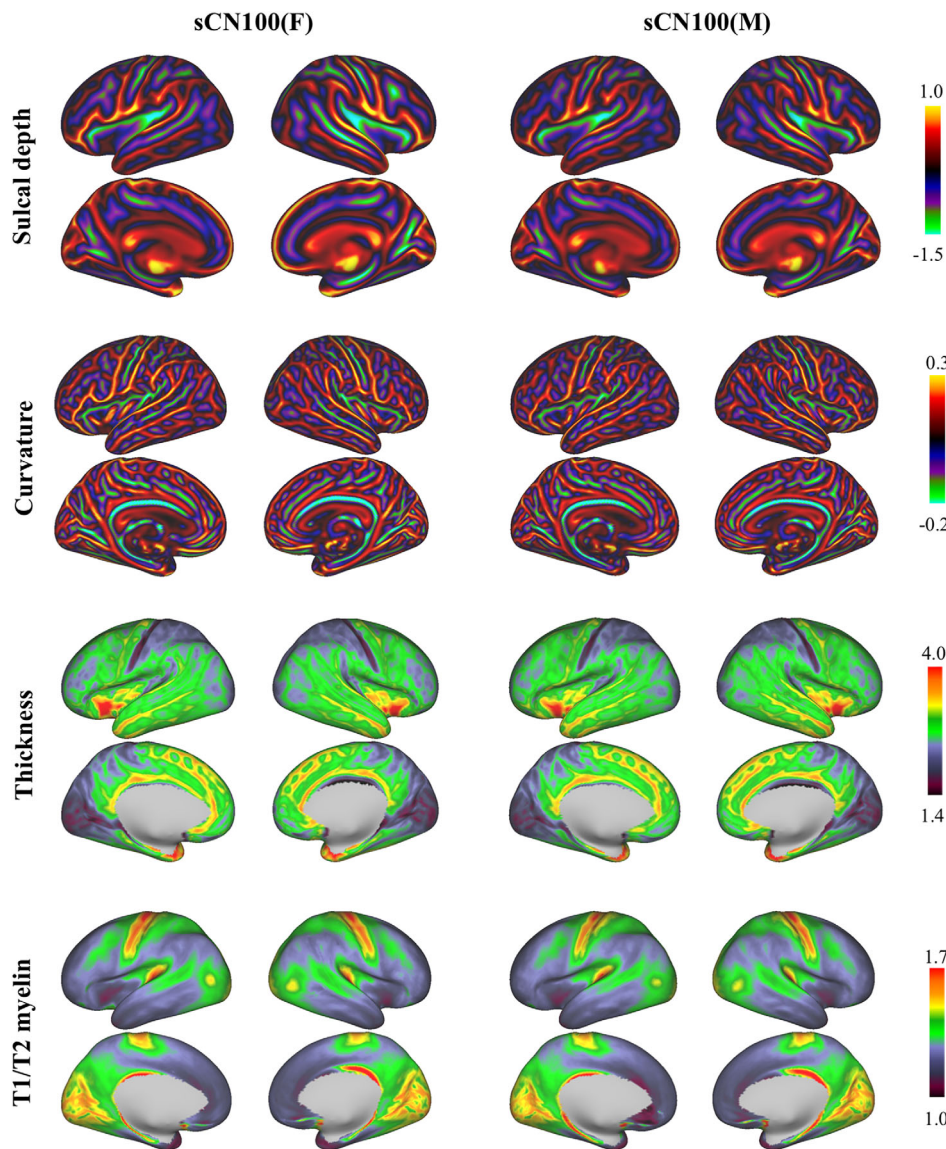 sCN100(F) sCN100(M)
Sulcal depth
1.0
-1.5
Curvature
0.3
-0.2
Thickness
4.0
1.4
T1/T2 myelin
1.7
1.0